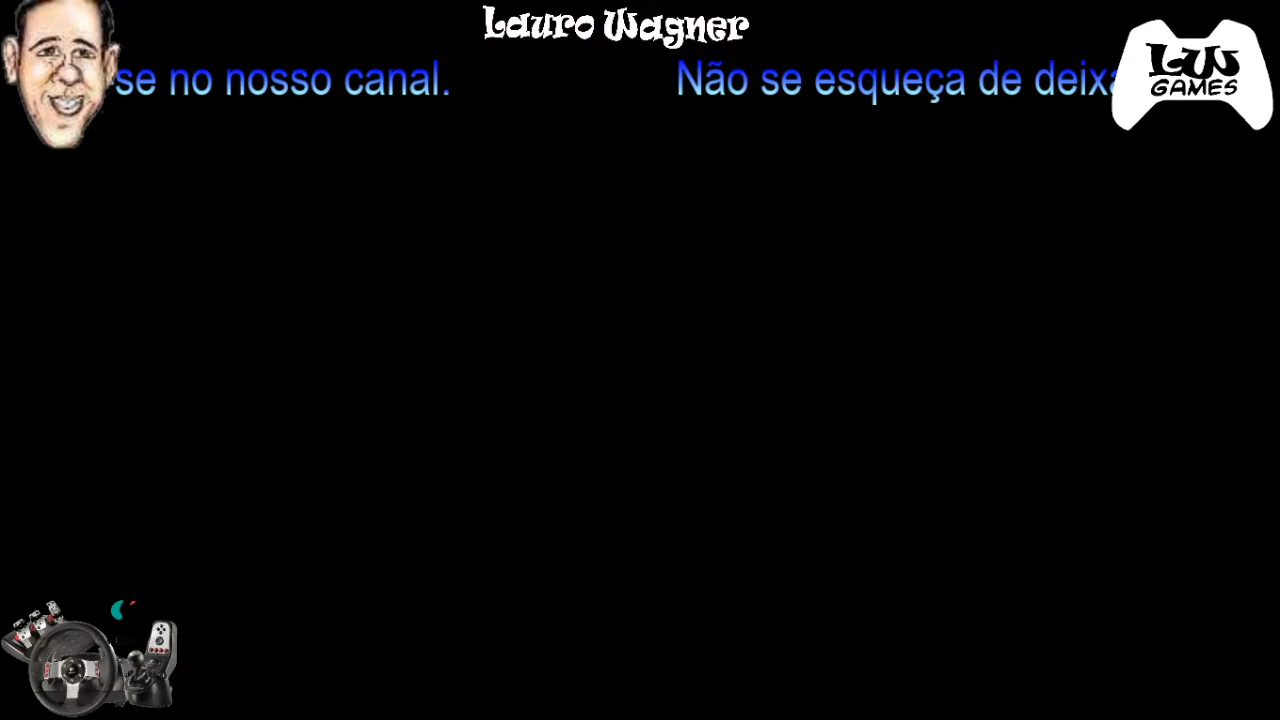 Lauro Wagner
se no nosso canal.
Não se esqueça de deixa
LW
GAMES